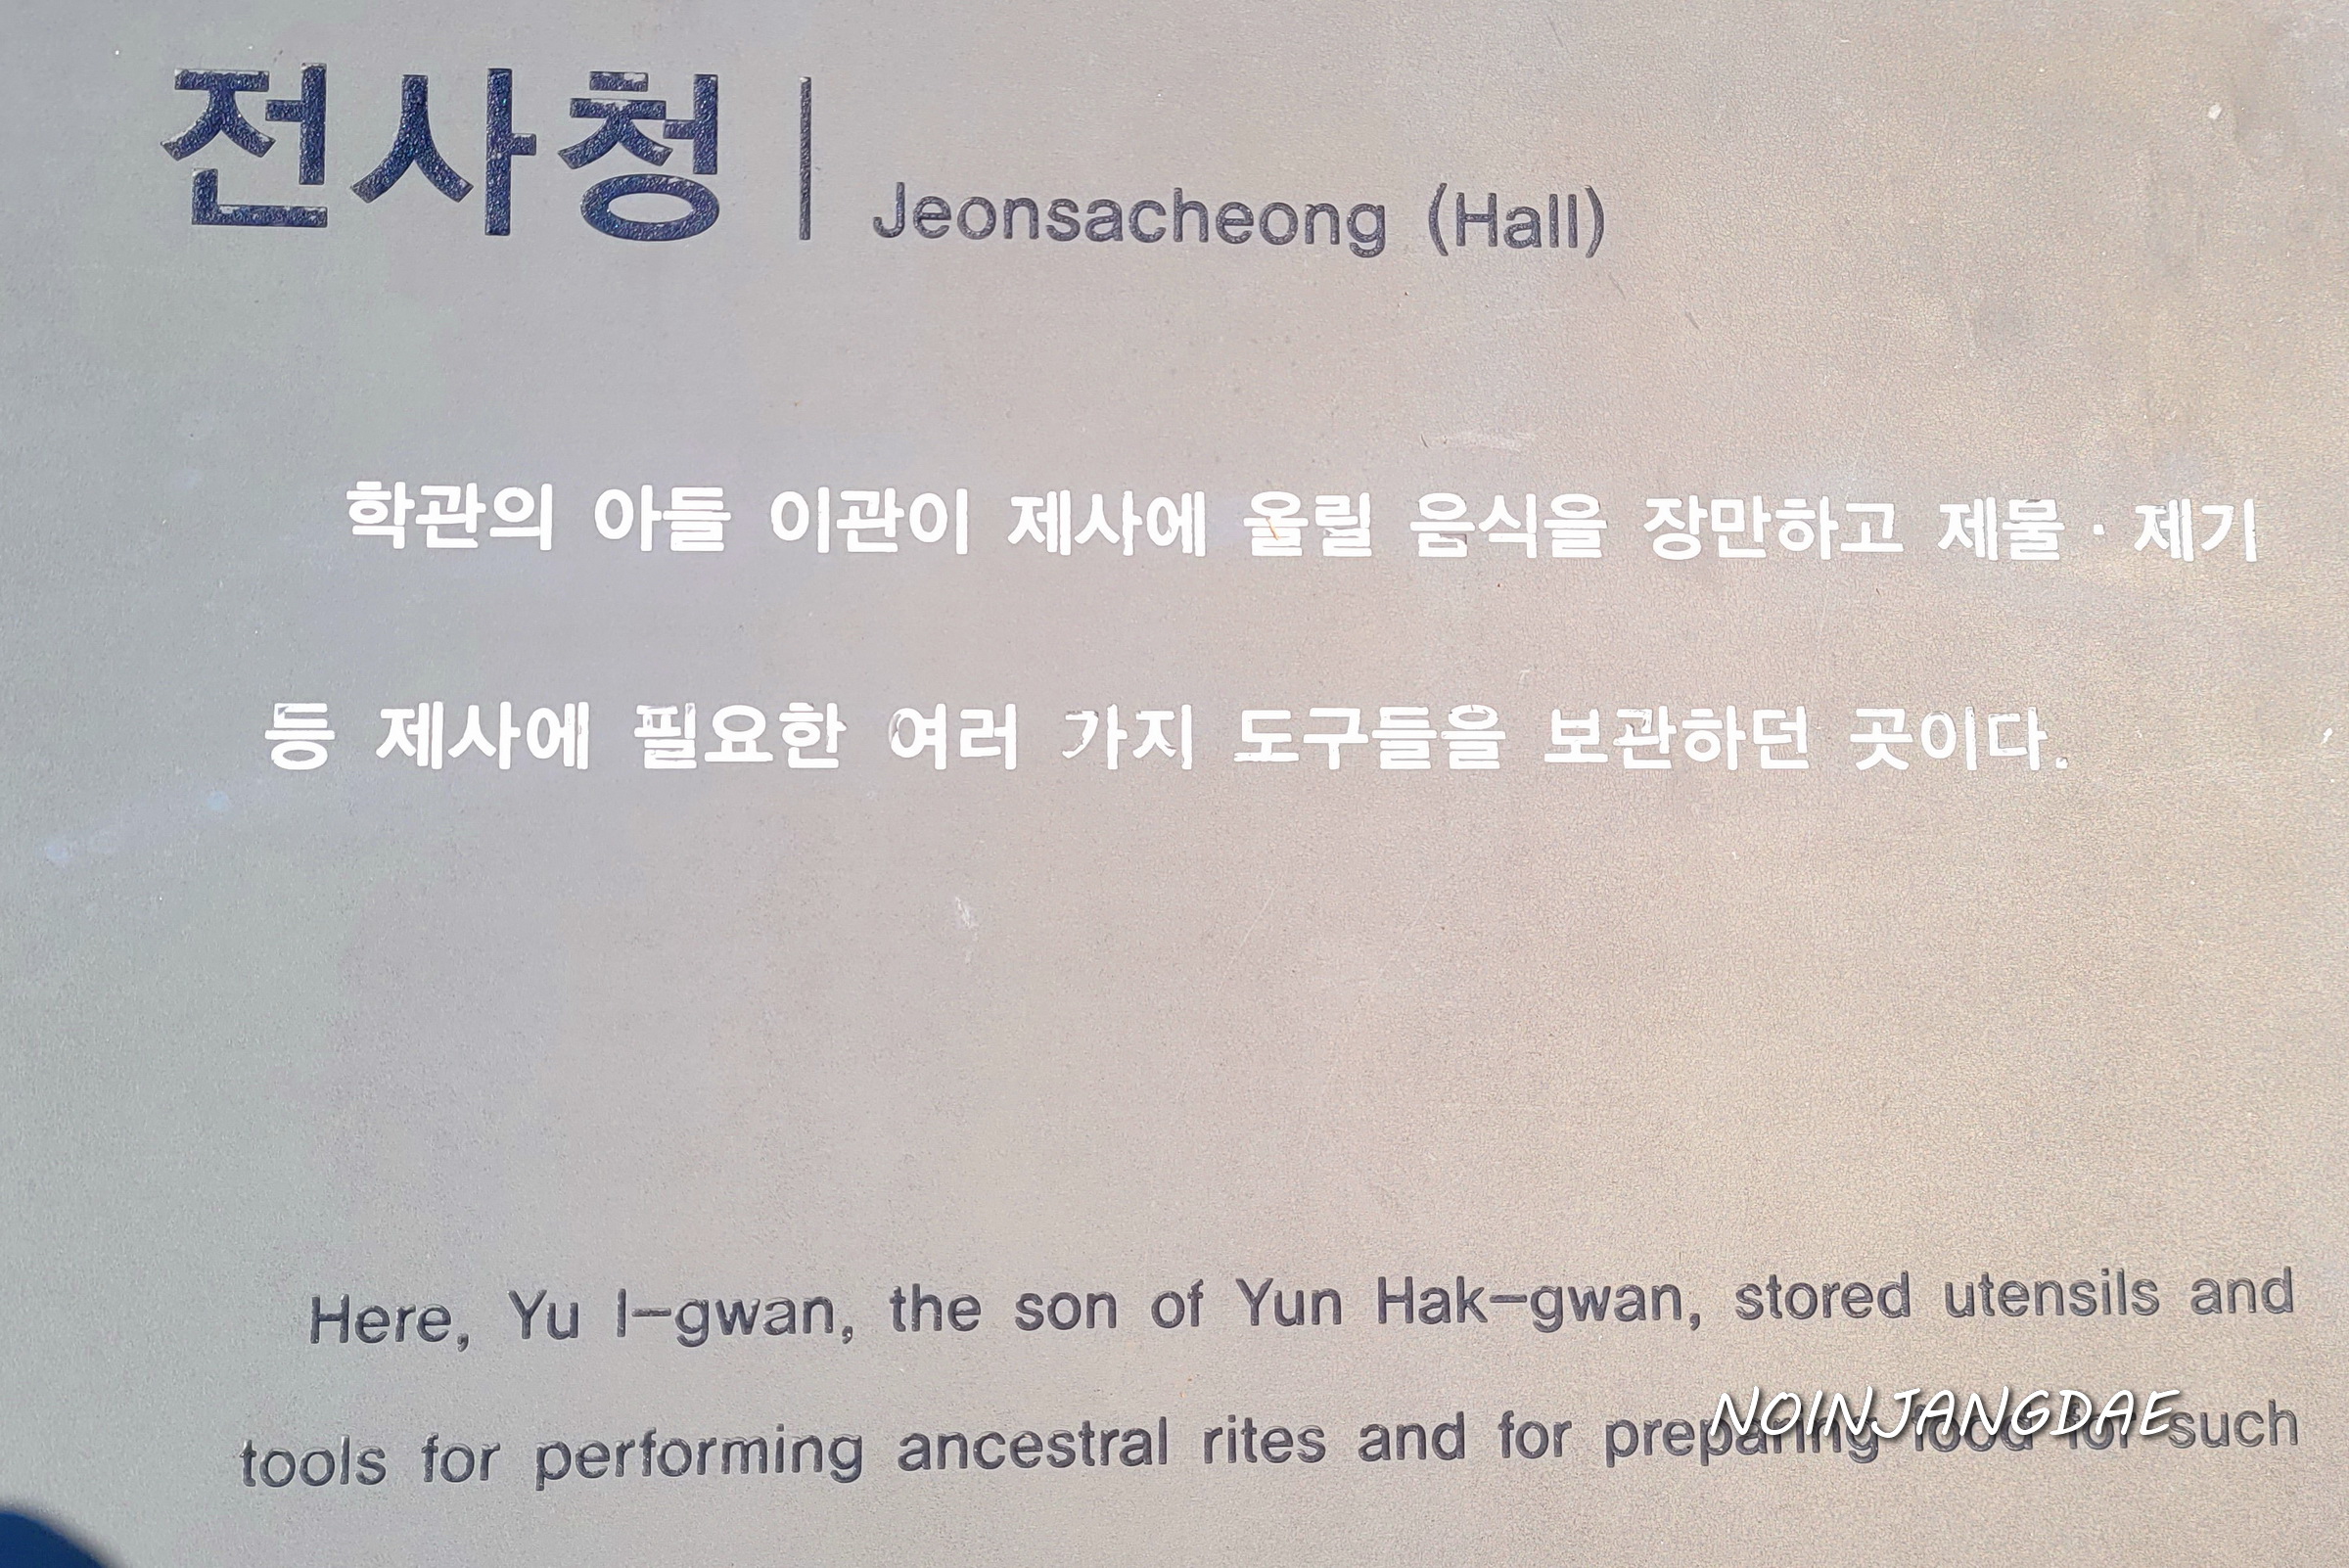 전사청 | Jeonsacheong (Hall)
학관의 아들 이관이 제사에 올릴 음식을 장만하고 제물 · 제기
등 제사에 필요한 여러 가지 도구들을 보관하던 곳이다.
Here, Yu I-gwan, the son of Yun Hak-gwan, stored utensils and
tools for performing ancestral rites and for preparing food for such
NOINJANGDAE